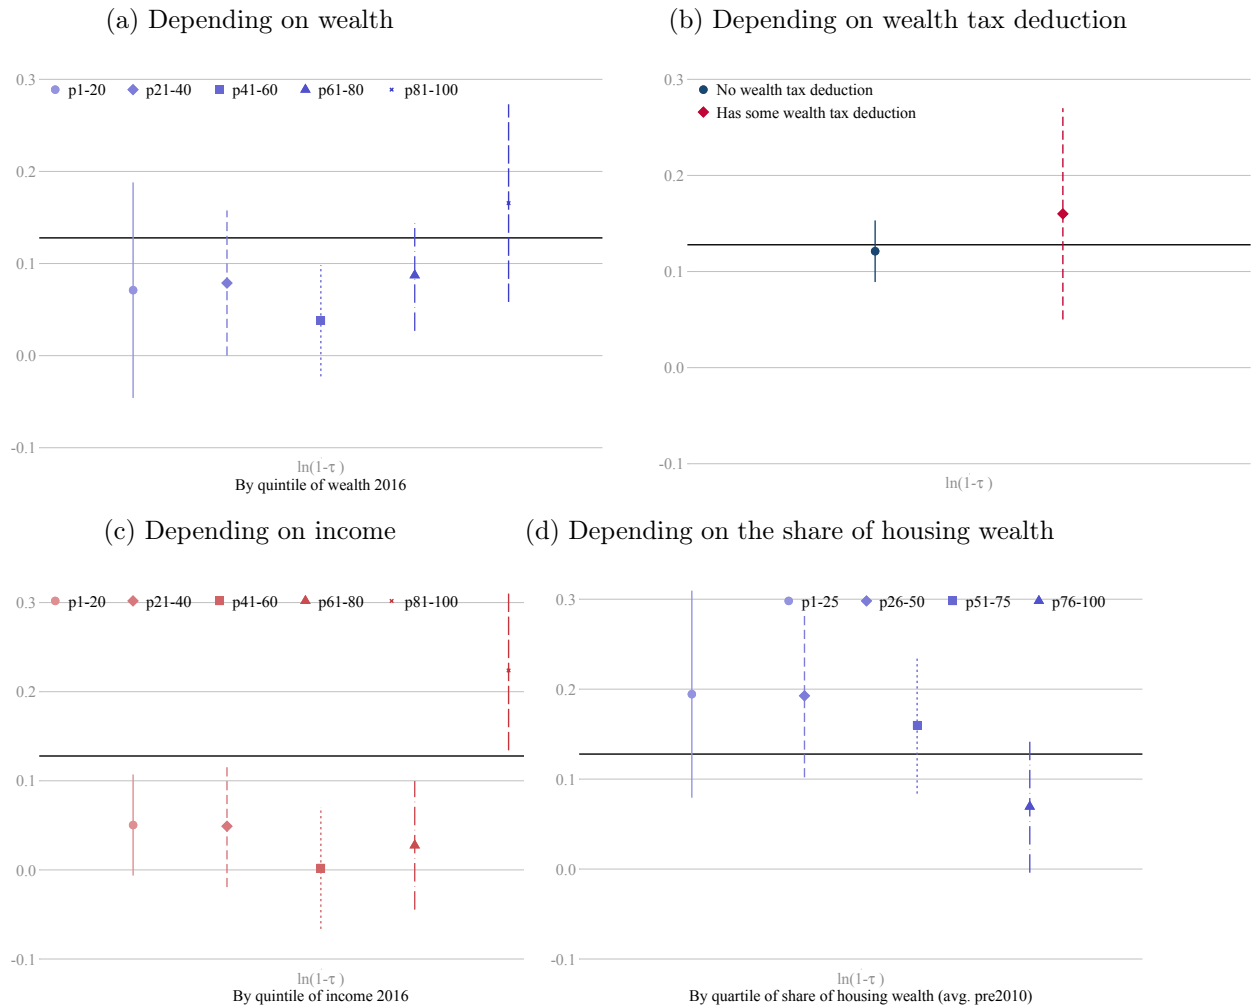 (a) Depending on wealth
0.3
p1-20 p21-40 p41-60 p61-80 p81-100
0.2
0.1
0.0
-0.1
ln(1-τ )
By quintile of wealth 2016
(b) Depending on wealth tax deduction
0.3
No wealth tax deduction
Has some wealth tax deduction
0.2
0.1
0.0
-0.1
ln(1-τ )
(c) Depending on income
0.3
p1-20 p21-40 p41-60 p61-80 p81-100
0.2
0.1
0.0
-0.1
ln(1-τ )
By quintile of income 2016
(d) Depending on the share of housing wealth
0.3
p1-25 p26-50 p51-75 p76-100
0.2
0.1
0.0
-0.1
ln(1-τ )
By quartile of share of housing wealth (avg. pre2010)